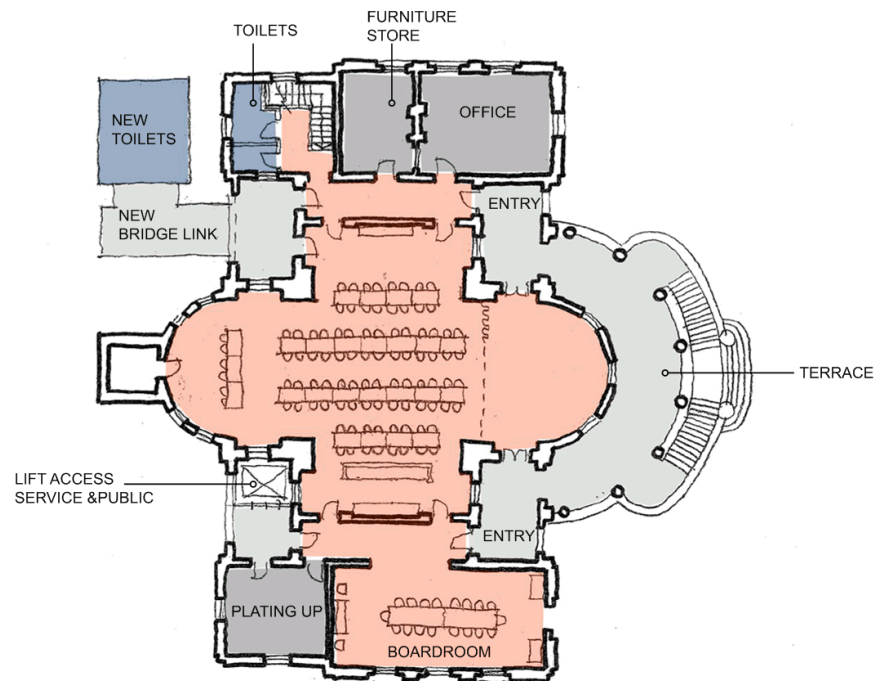 TOILETS
FURNITURE
STORE
NEW
TOILETS
OFFICE
ENTRY
NEW
BRIDGE LINK
TERRACE
LIFT ACCESS
SERVICE &PUBLIC
ENTRY
PLATING UP
BOARDROOM